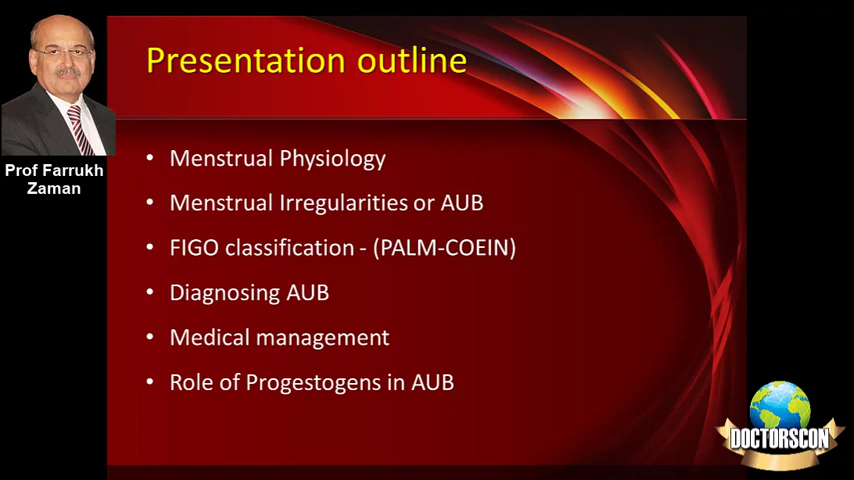 Presentation outline
Prof Farrukh
Zaman
• Menstrual Physiology
• Menstrual Irregularities or AUB
• FIGO classification - (PALM-COEIN)
• Diagnosing AUB
• Medical management
• Role of Progestogens in AUB
DOCTORSCON